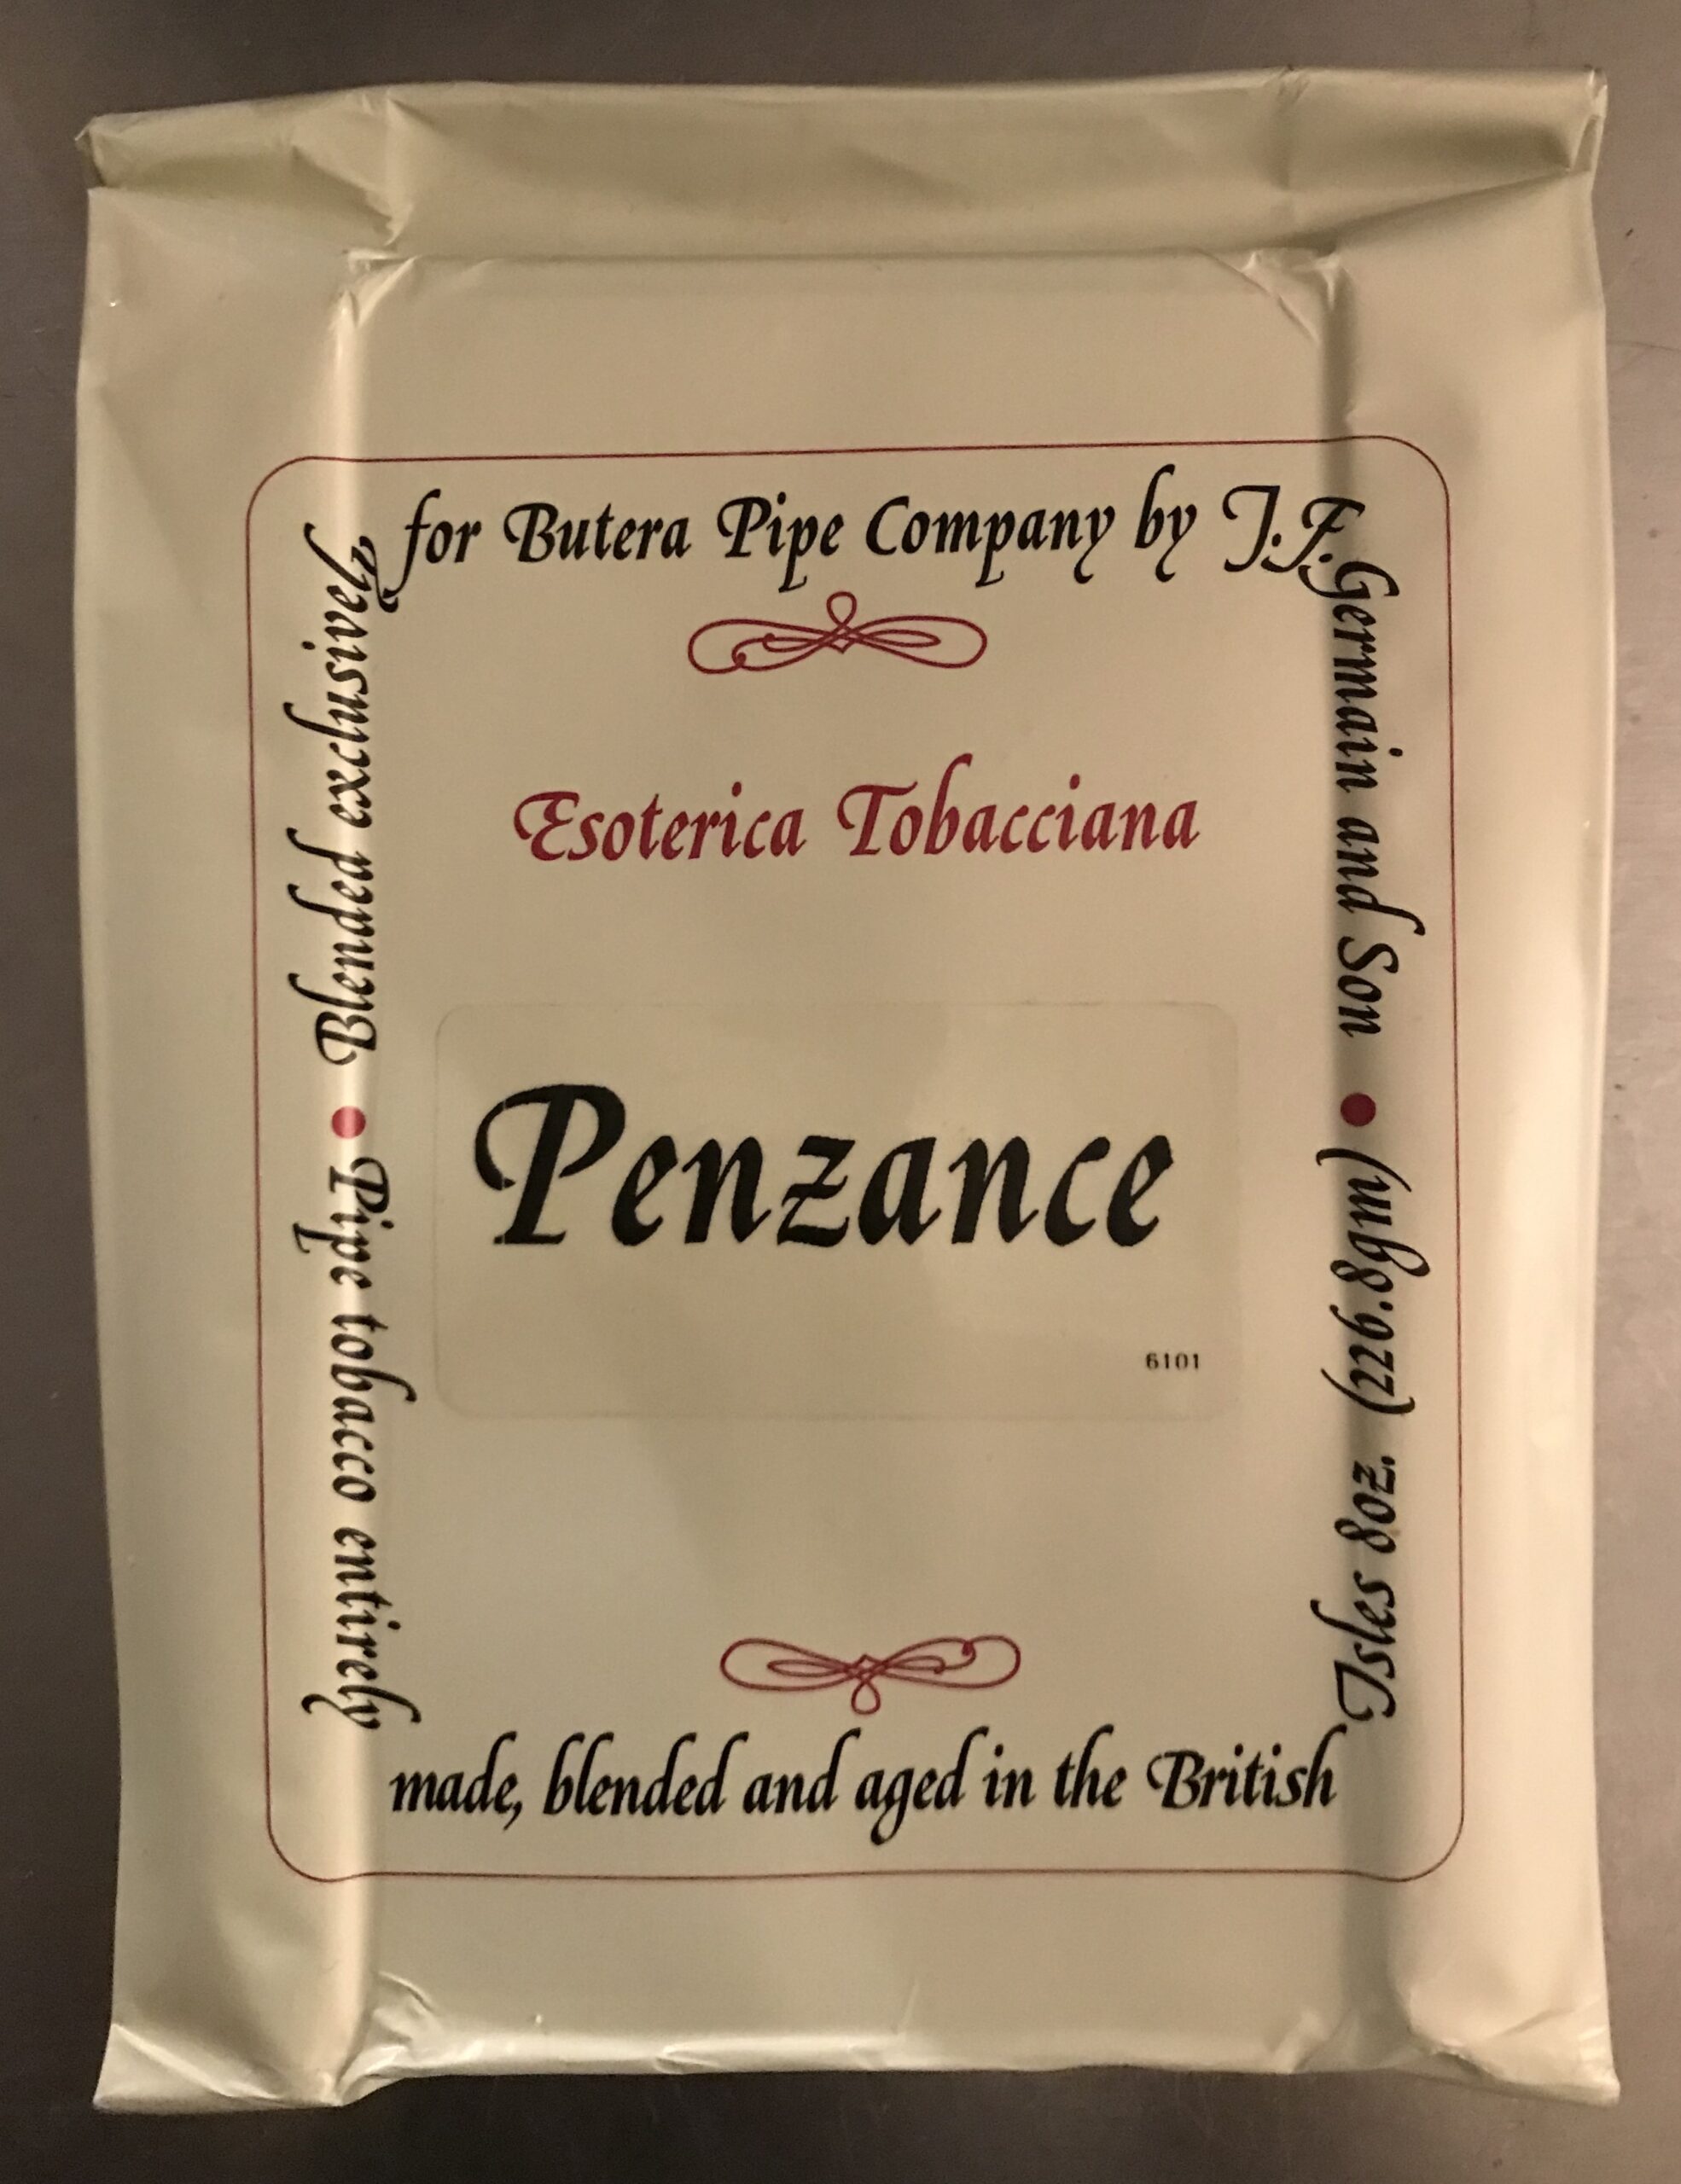 Blended exclusively
for Butera Pipe Company by J.F.
Germain and Son
Esoterica Tobacciana
Penzance
6101
Pipe tobacco entirely
made, blended and aged in the British
Isles 8oz. (226.8gm)